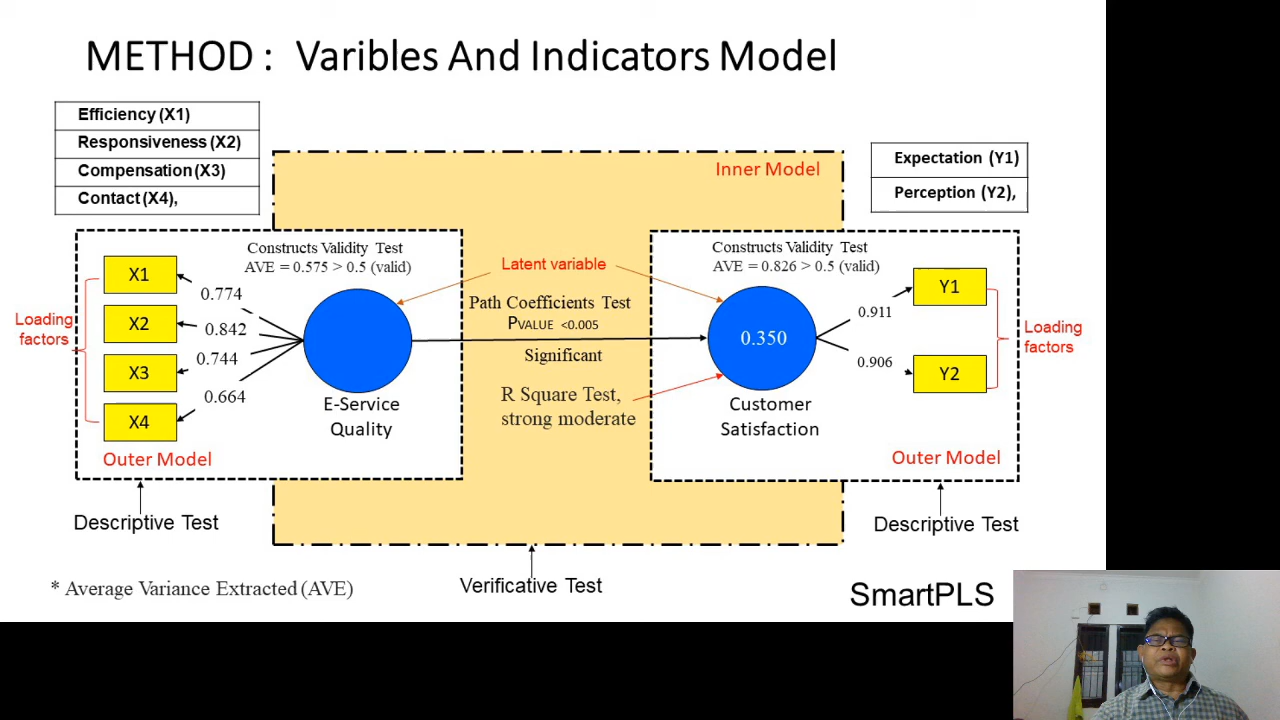 METHOD : Varibles And Indicators Model
Efficiency (X1)
Responsiveness (X2)
Compensation (X3)
Contact (X4),
Expectation (Y1)
Perception (Y2),
Inner Model
Constructs Validity Test
AVE = 0.575 > 0.5 (valid)
Constructs Validity Test
AVE = 0.826 > 0.5 (valid)
Latent variable
X1
X2
X3
X4
0.774
0.842
0.744
0.664
Loading
factors
Path Coefficients Test
PVALUE <0.005
Significant
R Square Test,
strong moderate
0.350
Y1
Y2
0.911
0.906
Loading
factors
E-Service
Quality
Customer
Satisfaction
Outer Model
Outer Model
Descriptive Test
Descriptive Test
Verificative Test
* Average Variance Extracted (AVE)
SmartPLS